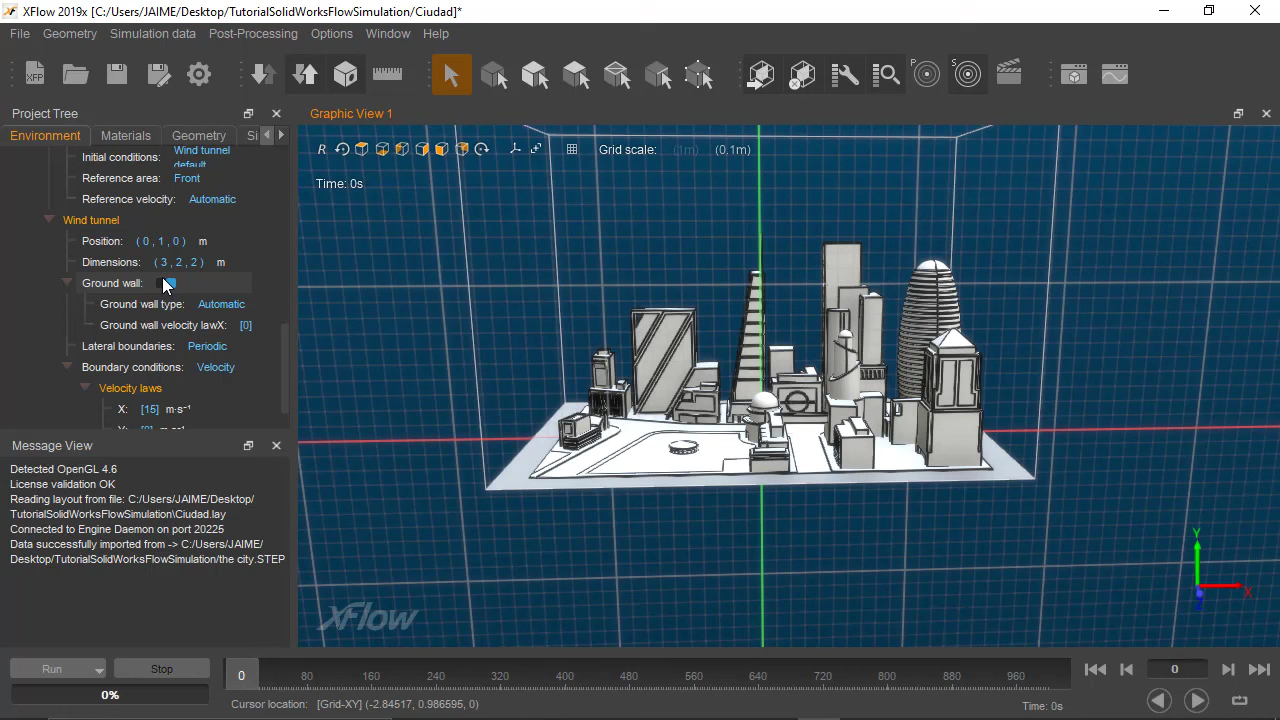 XFlow 2019x [C:/Users/JAIME/Desktop/TutorialSolidWorksFlowSimulation/Ciudad]*
File Geometry Simulation data Post-Processing Options Window Help
XFP
P S
Project Tree
Graphic View 1
Environment Materials Geometry Si
R Grid scale: (1m) (0,1m)
Time: 0s
Initial conditions: Wind tunnel default
Reference area: Front
Reference velocity: Automatic
Wind tunnel
Position: ( 0 , 1 , 0 ) m
Dimensions: ( 3 , 2 , 2 ) m
Ground wall:
Ground wall type: Automatic
Ground wall velocity lawX: [0]
Lateral boundaries: Periodic
Boundary conditions: Velocity
Velocity laws
X: [15] m·s⁻¹
Message View
Detected OpenGL 4.6
License validation OK
Reading layout from file: C:/Users/JAIME/Desktop/
TutorialSolidWorksFlowSimulation\Ciudad.lay
Connected to Engine Daemon on port 20225
Data successfully imported from -> C:/Users/JAIME/
Desktop/TutorialSolidWorksFlowSimulation/the city.STEP
Y
X
Z
XFlow
Run Stop
0%
0 80 160 240 320 400 480 560 640 720 800 880 960
0
Cursor location: [Grid-XY] (-2.84517, 0.986595, 0)
Time: 0s